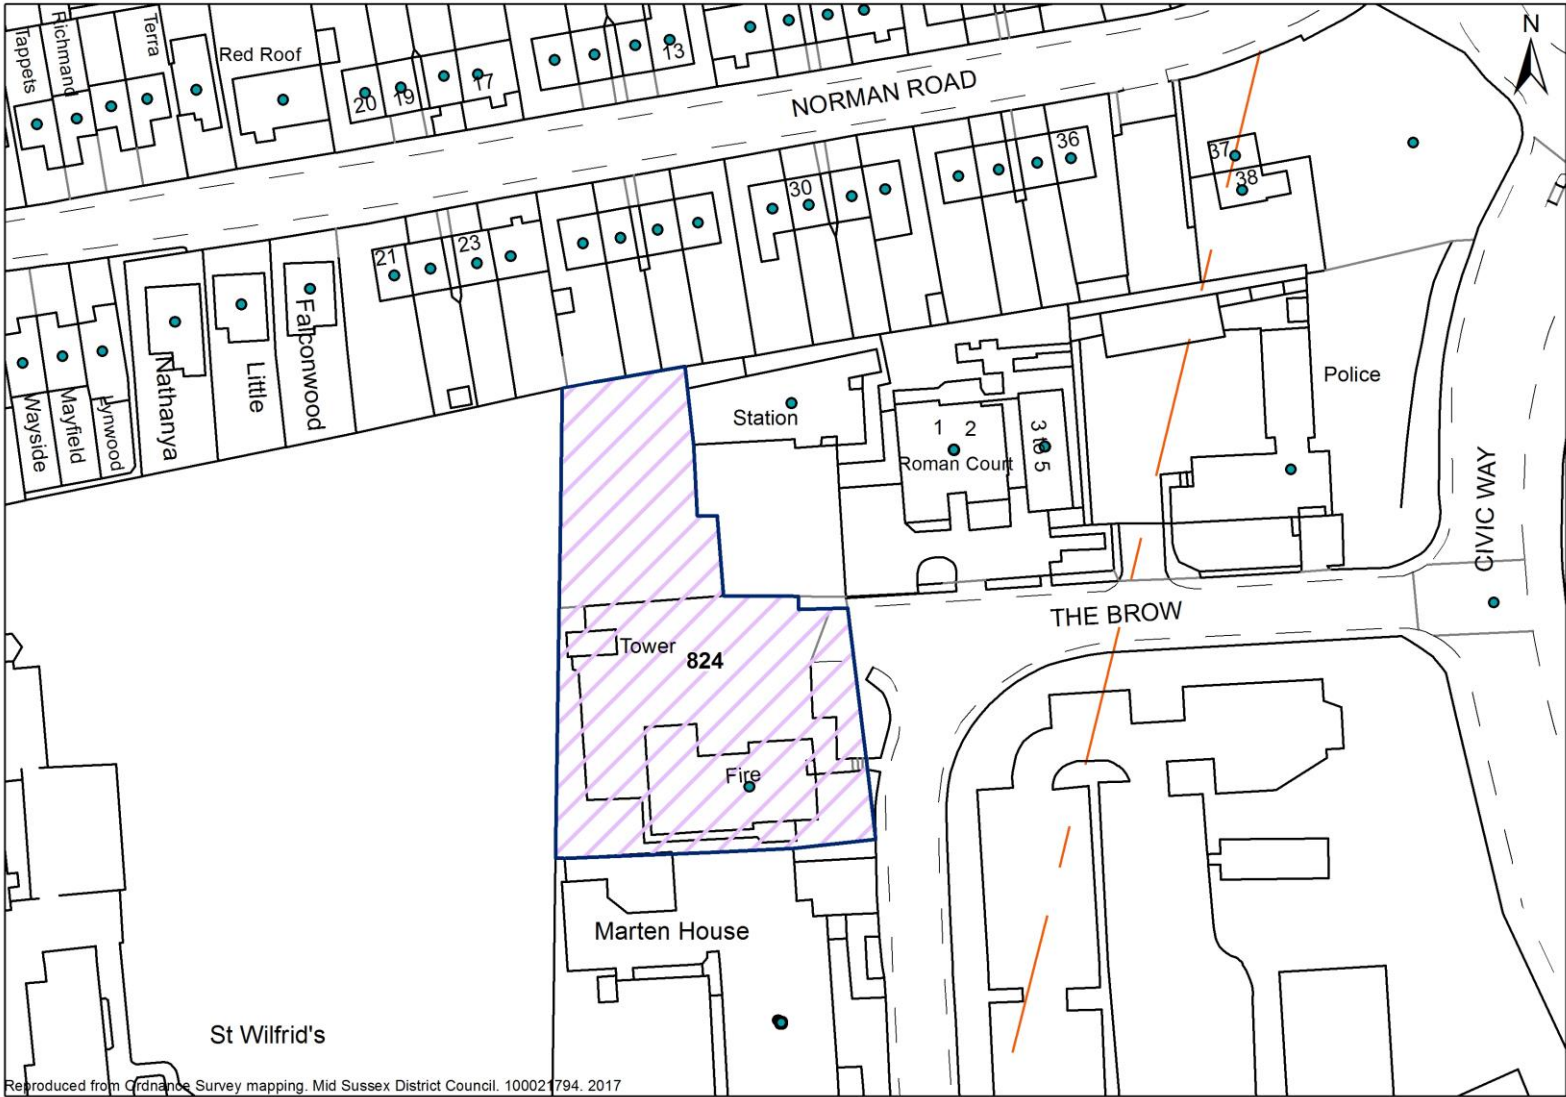 Tappets
Richmand
Terra
Red Roof
20
19
17
13
N
NORMAN ROAD
36
37
38
30
21
23
Falconwood
Little
Nathanya
Wayside
Mayfield
Lynwood
Police
Station
1 2
Roman Court
3 to 5
CIVIC WAY
THE BROW
Tower
824
Fire
Marten House
St Wilfrid's
Reproduced from Ordnance Survey mapping. Mid Sussex District Council. 100021794. 2017